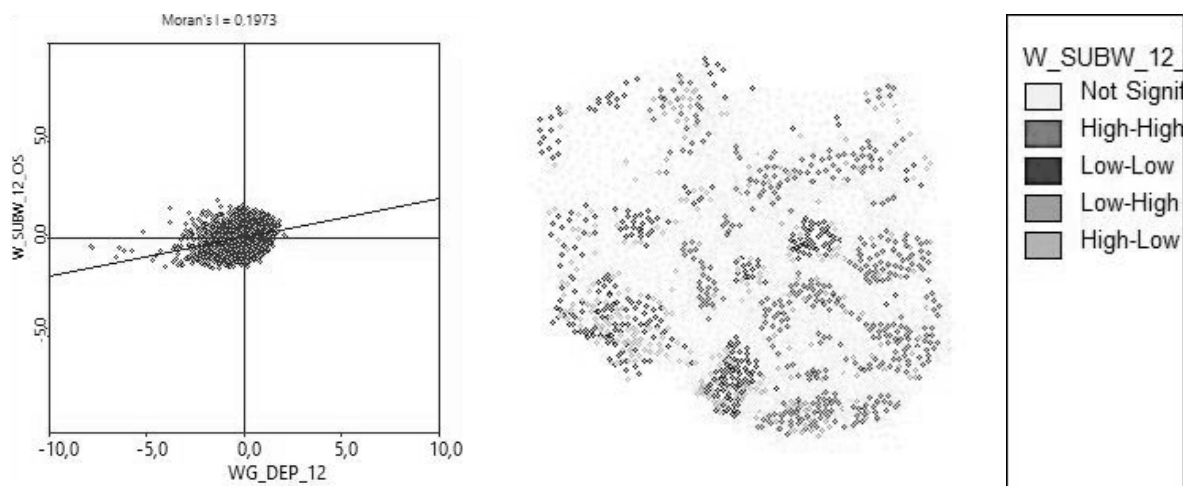 Moran's I = 0,1973
5,0
0,0
-5,0
W_SUBW_12_OS
-10,0 -5,0 0,0 5,0 10,0
WG_DEP_12
W_SUBW_12_
Not Signif
High-High
Low-Low
Low-High
High-Low